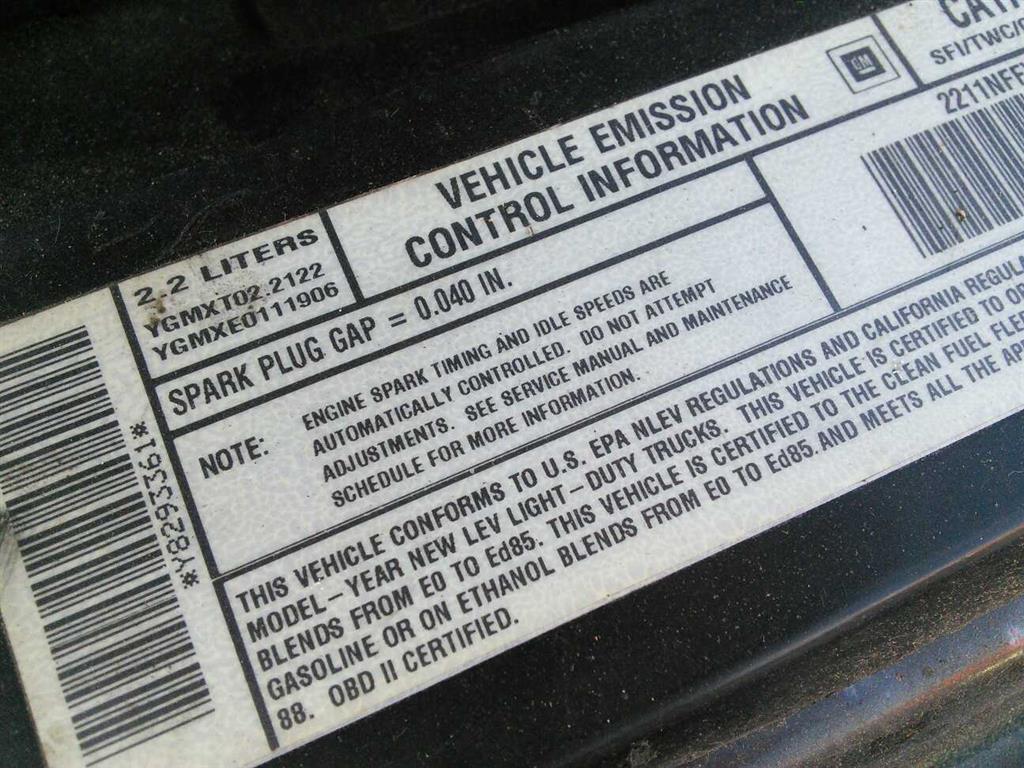 *Y8293361*
2.2 LITERS
YGMXT02.2122
YGMXE0111906
VEHICLE EMISSION
CONTROL INFORMATION
GM
SFI/TWC/
2211NFF
SPARK PLUG GAP = 0.040 IN.
NOTE:
ENGINE SPARK TIMING AND IDLE SPEEDS ARE
AUTOMATICALLY CONTROLLED. DO NOT ATTEMPT
ADJUSTMENTS. SEE SERVICE MANUAL AND MAINTENANCE
SCHEDULE FOR MORE INFORMATION.
THIS VEHICLE CONFORMS TO U.S. EPA NLEV REGULATIONS AND CALIFORNIA REGULA
MODEL-YEAR NEW LEV LIGHT-DUTY TRUCKS. THIS VEHICLE IS CERTIFIED TO OP
BLENDS FROM E0 TO Ed85. THIS VEHICLE IS CERTIFIED TO THE CLEAN FUEL FLEE
GASOLINE OR ON ETHANOL BLENDS FROM E0 TO Ed85.AND MEETS ALL THE AP
88. OBD II CERTIFIED.